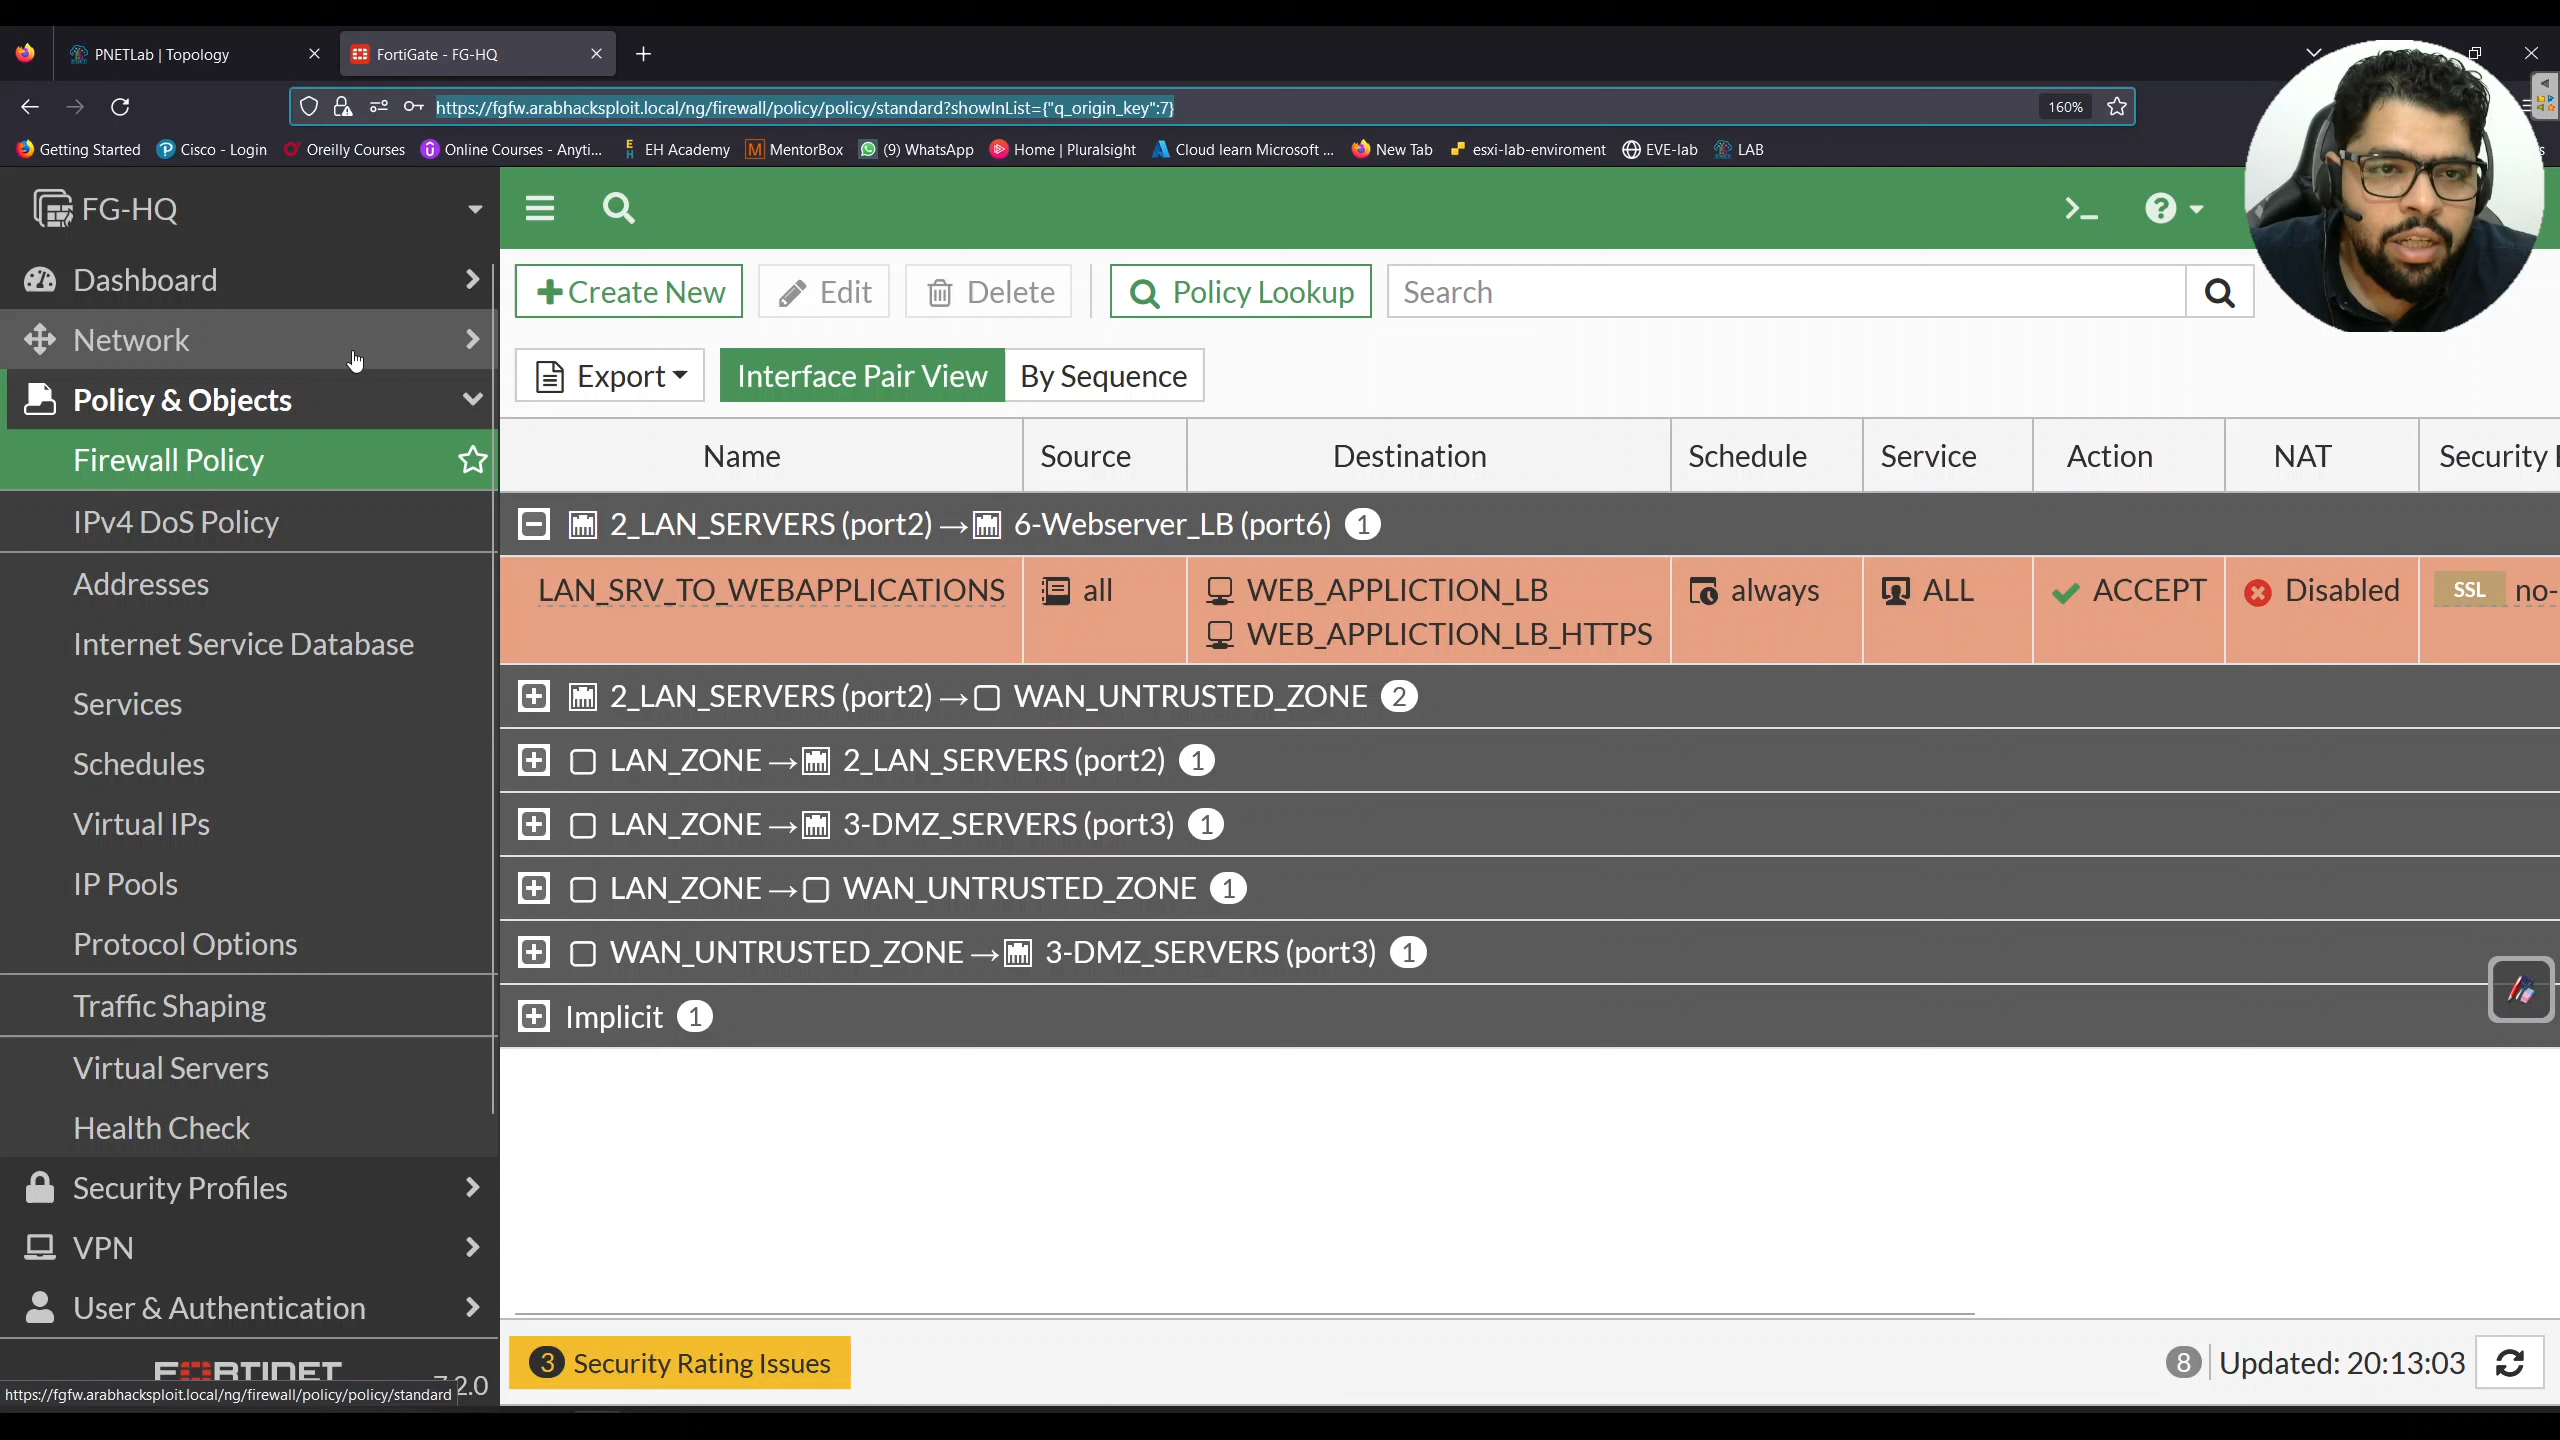 PNETLab | Topology
FortiGate - FG-HQ
https://fgfw.arabhacksploit.local/ng/firewall/policy/policy/standard?showInList={"q_origin_key":7}
160%
Getting Started
Cisco - Login
Oreilly Courses
Online Courses - Anyti...
EH Academy
MentorBox
(9) WhatsApp
Home | Pluralsight
Cloud learn Microsoft ...
New Tab
esxi-lab-enviroment
EVE-lab
LAB
FG-HQ
Dashboard
Network
Policy & Objects
Firewall Policy
IPv4 DoS Policy
Addresses
Internet Service Database
Services
Schedules
Virtual IPs
IP Pools
Protocol Options
Traffic Shaping
Virtual Servers
Health Check
Security Profiles
VPN
User & Authentication
FORTINET
https://fgfw.arabhacksploit.local/ng/firewall/policy/policy/standard
Create New
Edit
Delete
Policy Lookup
Search
Export
Interface Pair View
By Sequence
Name Source Destination Schedule Service Action NAT Security
2_LAN_SERVERS (port2) → 6-Webserver_LB (port6) 1
LAN_SRV_TO_WEBAPPLICATIONS all WEB_APPLICTION_LB always ALL ACCEPT Disabled SSL no-
WEB_APPLICTION_LB_HTTPS
2_LAN_SERVERS (port2) → WAN_UNTRUSTED_ZONE 2
LAN_ZONE → 2_LAN_SERVERS (port2) 1
LAN_ZONE → 3-DMZ_SERVERS (port3) 1
LAN_ZONE → WAN_UNTRUSTED_ZONE 1
WAN_UNTRUSTED_ZONE → 3-DMZ_SERVERS (port3) 1
Implicit 1
3 Security Rating Issues
8 Updated: 20:13:03